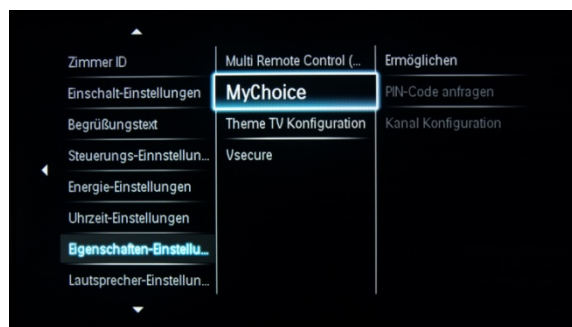 Zimmer ID
Einschalt-Einstellungen
Begrüßungstext
Steuerungs-Einnstellun...
Energie-Einstellungen
Uhrzeit-Einstellungen
Eigenschaften-Einstellu...
Lautsprecher-Einstellun...
Multi Remote Control (...
MyChoice
Theme TV Konfiguration
Vsecure
Ermöglichen
PIN-Code anfragen
Kanal Konfiguration